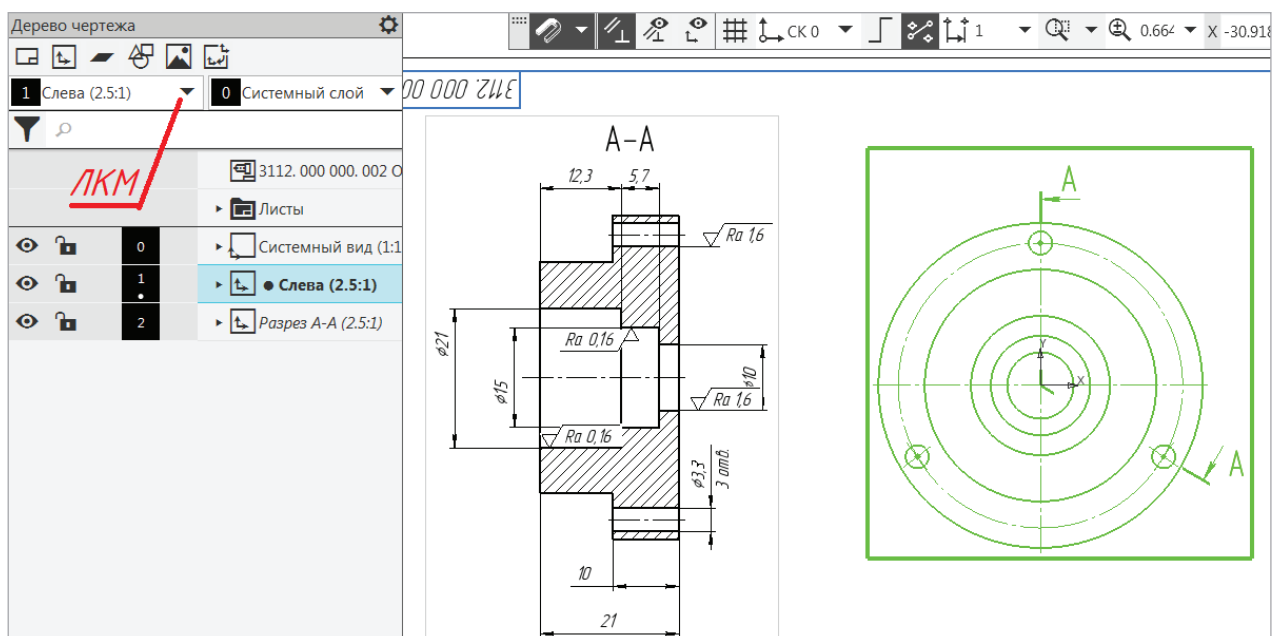 Дерево чертежа
СК 0
1
0.664
X -30.918
1 Слева (2.5:1)
0 Системный слой
ЛКМ
3112. 000 000. 002 О
Листы
0 Системный вид (1:1
1 ● Слева (2.5:1)
2 Разрез А-А (2.5:1)
3112. 000 00
А-А
12,3
5,7
Ra 1,6
⌀21
⌀15
Ra 0,16
⌀10
Ra 1,6
Ra 0,16
⌀3,3
3 отв.
10
21
А
Y
X
А